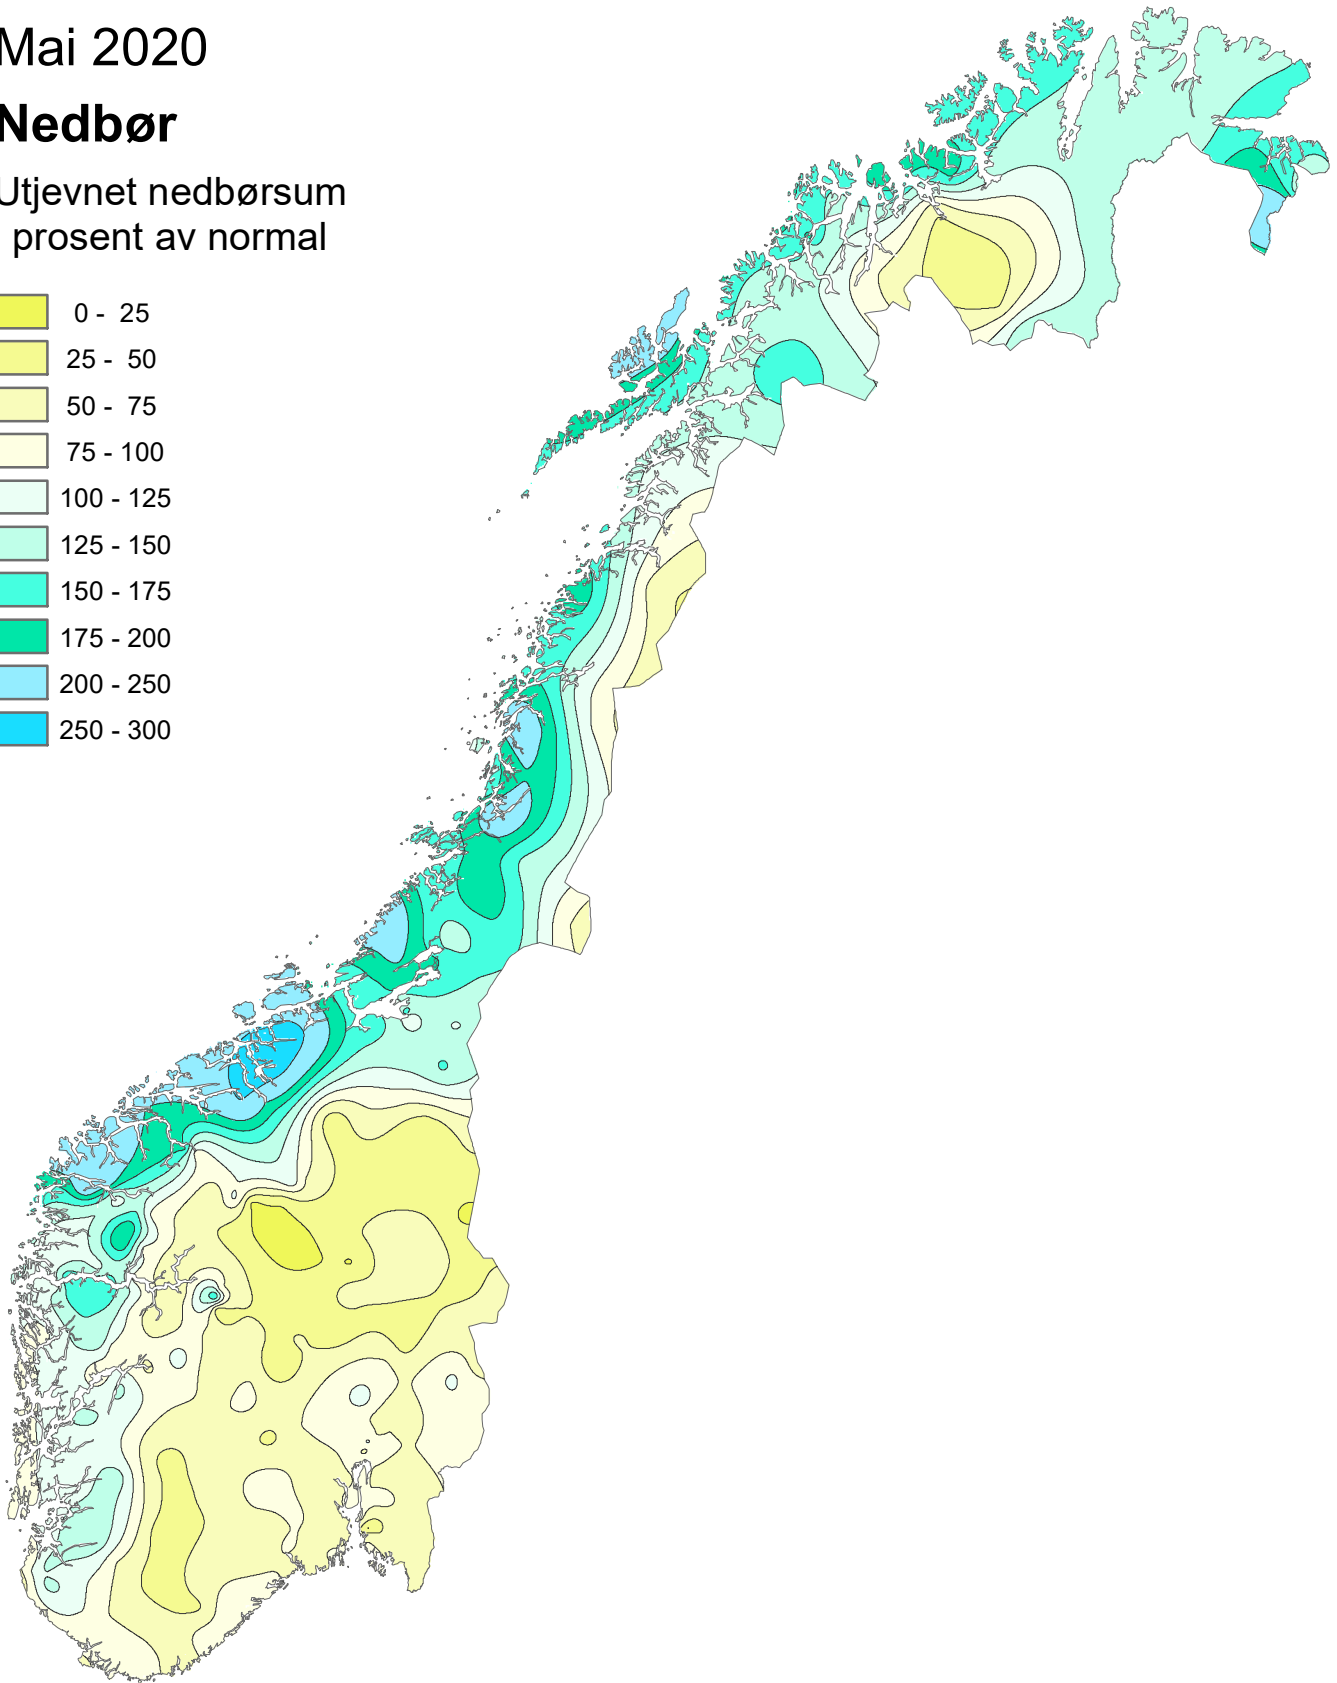 Mai 2020
Nedbør
Utjevnet nedbørsum
prosent av normal
0 - 25
25 - 50
50 - 75
75 - 100
100 - 125
125 - 150
150 - 175
175 - 200
200 - 250
250 - 300